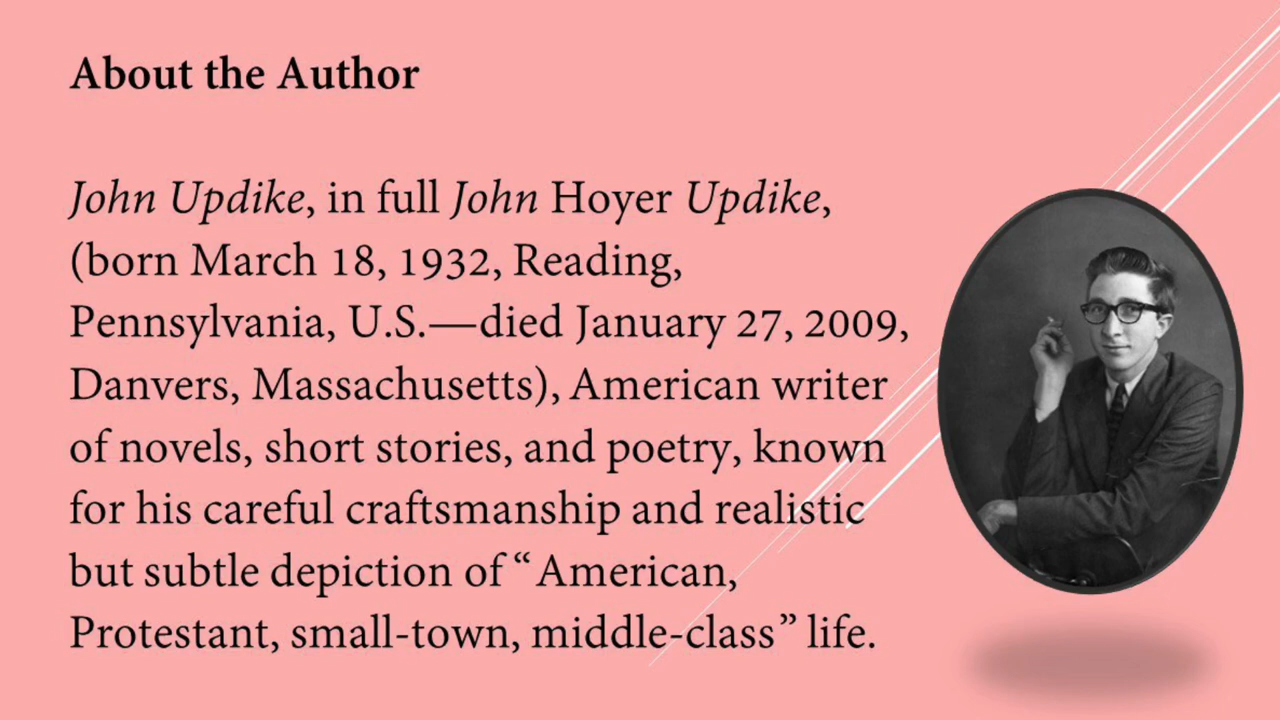 About the Author
John Updike, in full John Hoyer Updike,
(born March 18, 1932, Reading,
Pennsylvania, U.S.—died January 27, 2009,
Danvers, Massachusetts), American writer
of novels, short stories, and poetry, known
for his careful craftsmanship and realistic
but subtle depiction of “ American,
Protestant, small-town, middle-class” life.